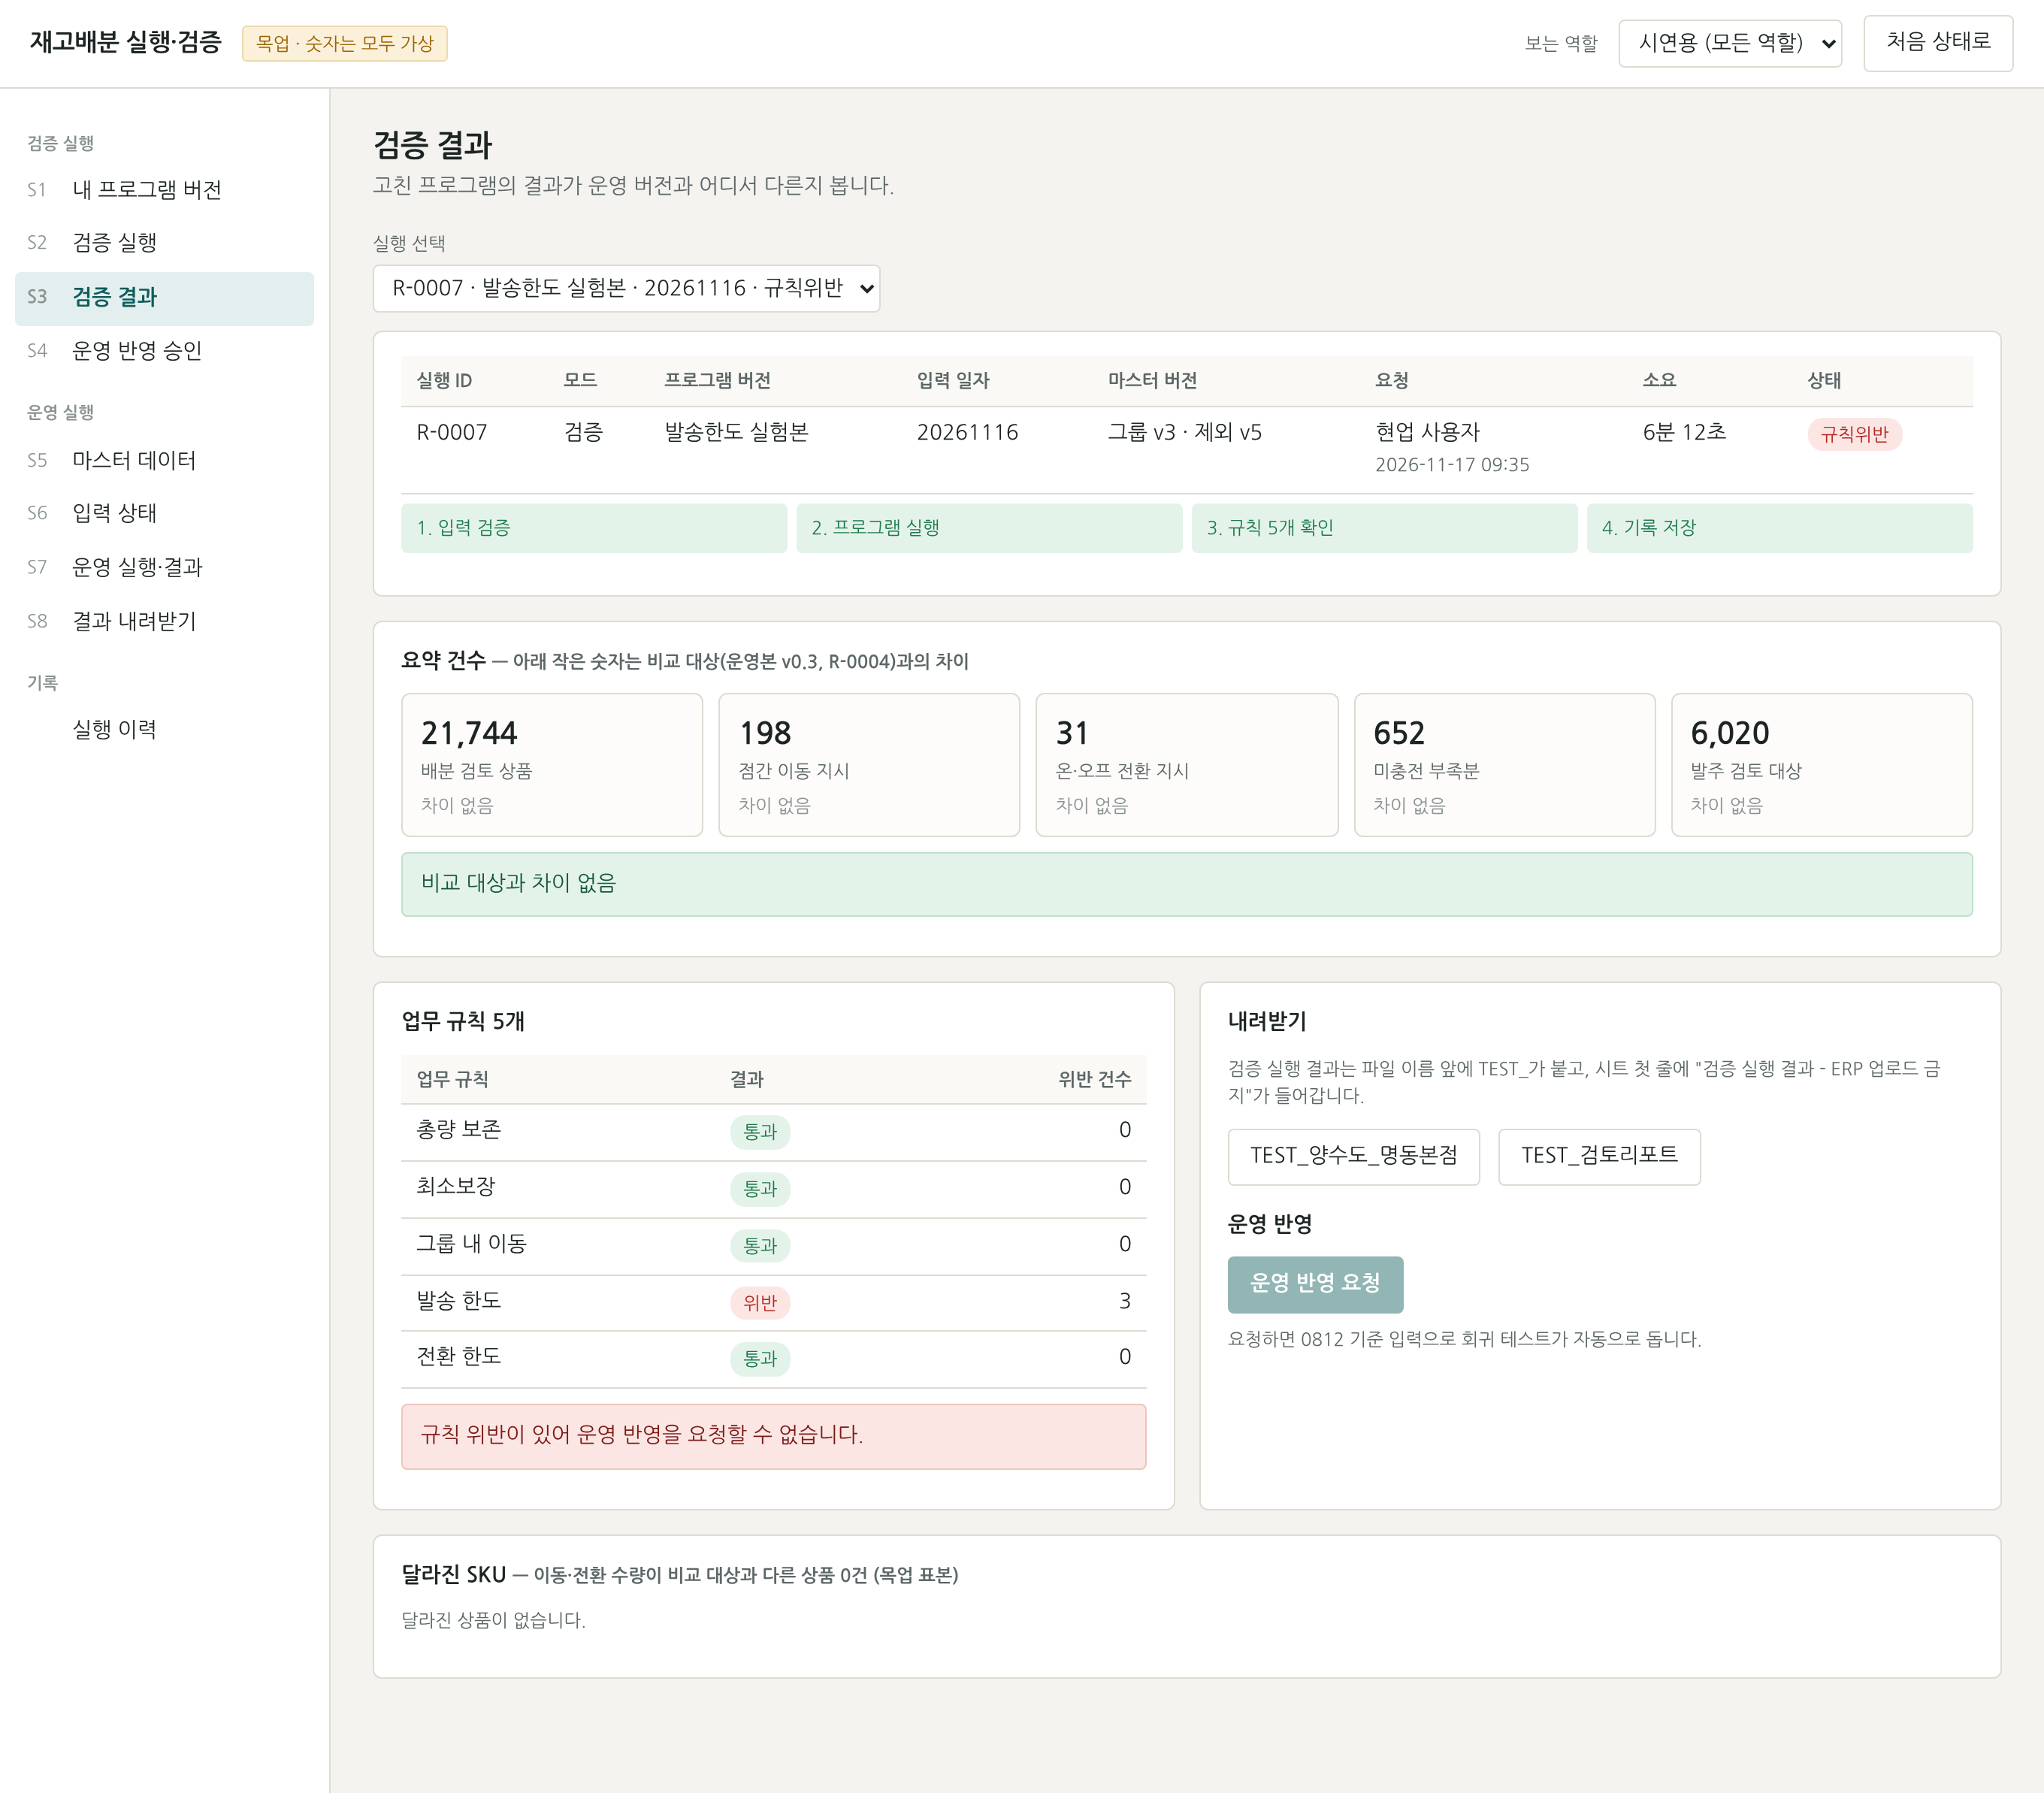 재고배분 실행·검증
목업 · 숫자는 모두 가상
보는 역할
시연용 (모든 역할)
처음 상태로
검증 실행
S1 내 프로그램 버전
S2 검증 실행
S3 검증 결과
S4 운영 반영 승인
운영 실행
S5 마스터 데이터
S6 입력 상태
S7 운영 실행·결과
S8 결과 내려받기
기록
실행 이력
검증 결과
고친 프로그램의 결과가 운영 버전과 어디서 다른지 봅니다.
실행 선택
R-0007 · 발송한도 실험본 · 20261116 · 규칙위반
실행 ID 모드 프로그램 버전 입력 일자 마스터 버전 요청 소요 상태
R-0007 검증 발송한도 실험본 20261116 그룹 v3 · 제외 v5 현업 사용자 6분 12초 규칙위반
2026-11-17 09:35
1. 입력 검증
2. 프로그램 실행
3. 규칙 5개 확인
4. 기록 저장
요약 건수 — 아래 작은 숫자는 비교 대상(운영본 v0.3, R-0004)과의 차이
21,744
배분 검토 상품
차이 없음
198
점간 이동 지시
차이 없음
31
온·오프 전환 지시
차이 없음
652
미충전 부족분
차이 없음
6,020
발주 검토 대상
차이 없음
비교 대상과 차이 없음
업무 규칙 5개
업무 규칙 결과 위반 건수
총량 보존 통과 0
최소보장 통과 0
그룹 내 이동 통과 0
발송 한도 위반 3
전환 한도 통과 0
규칙 위반이 있어 운영 반영을 요청할 수 없습니다.
내려받기
검증 실행 결과는 파일 이름 앞에 TEST_가 붙고, 시트 첫 줄에 "검증 실행 결과 - ERP 업로드 금
지"가 들어갑니다.
TEST_양수도_명동본점
TEST_검토리포트
운영 반영
운영 반영 요청
요청하면 0812 기준 입력으로 회귀 테스트가 자동으로 돕니다.
달라진 SKU — 이동·전환 수량이 비교 대상과 다른 상품 0건 (목업 표본)
달라진 상품이 없습니다.